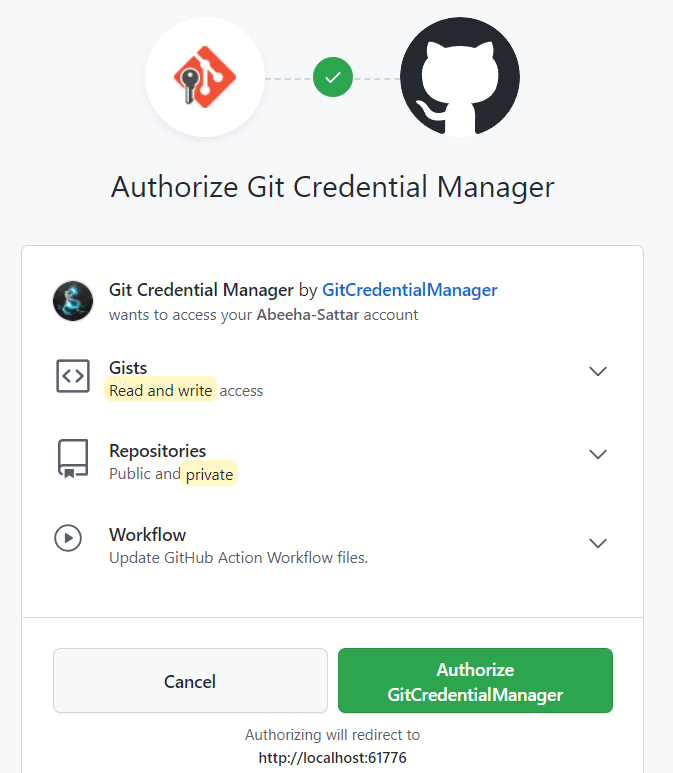 Authorize Git Credential Manager
Git Credential Manager by GitCredentialManager
wants to access your Abeeha-Sattar account
Gists
Read and write access
Repositories
Public and private
Workflow
Update GitHub Action Workflow files.
Cancel
Authorize
GitCredentialManager
Authorizing will redirect to
http://localhost:61776